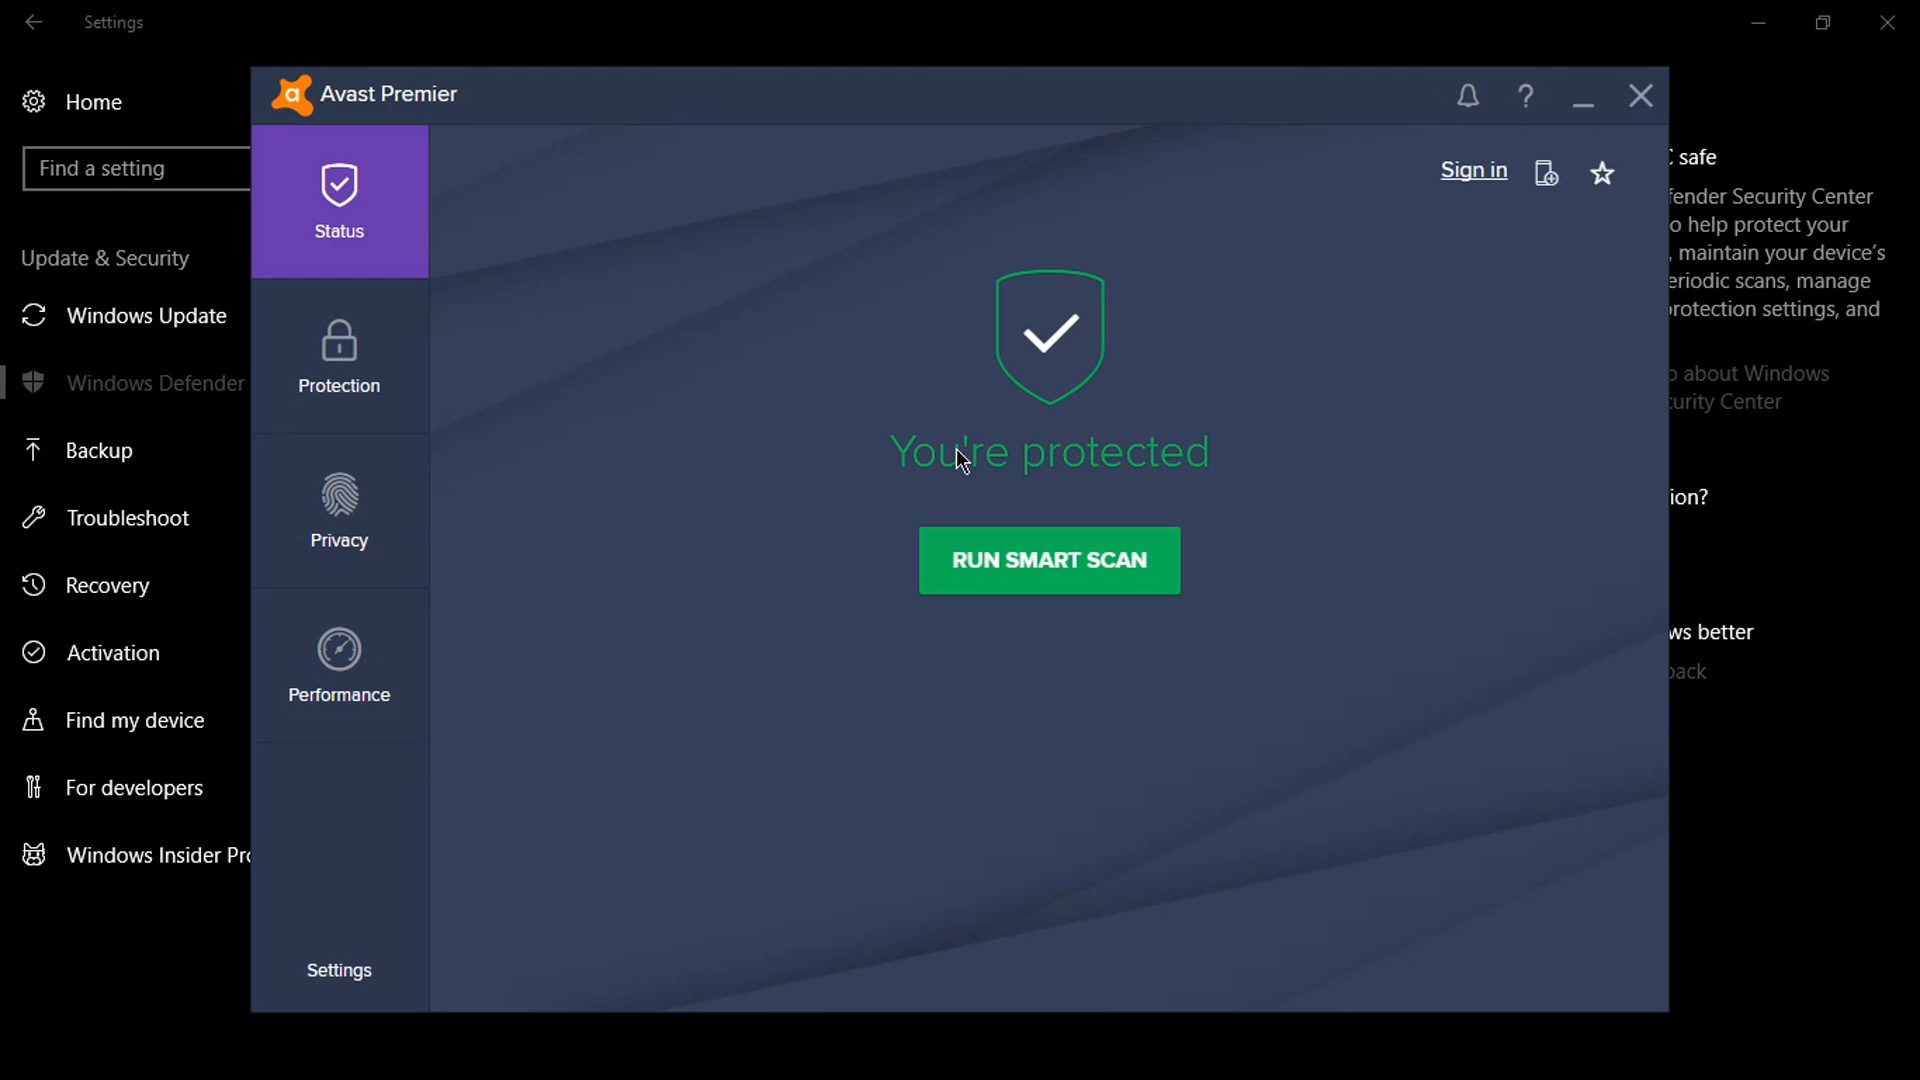 Settings
Home
Find a setting
Update & Security
Windows Update
Windows Defender
Backup
Troubleshoot
Recovery
Activation
Find my device
For developers
Windows Insider Pro
Avast Premier
Status
Protection
Privacy
Performance
Settings
Sign in
You're protected
RUN SMART SCAN
C safe
fender Security Center
o help protect your
, maintain your device's
eriodic scans, manage
rotection settings, and
o about Windows
curity Center
ion?
ws better
back